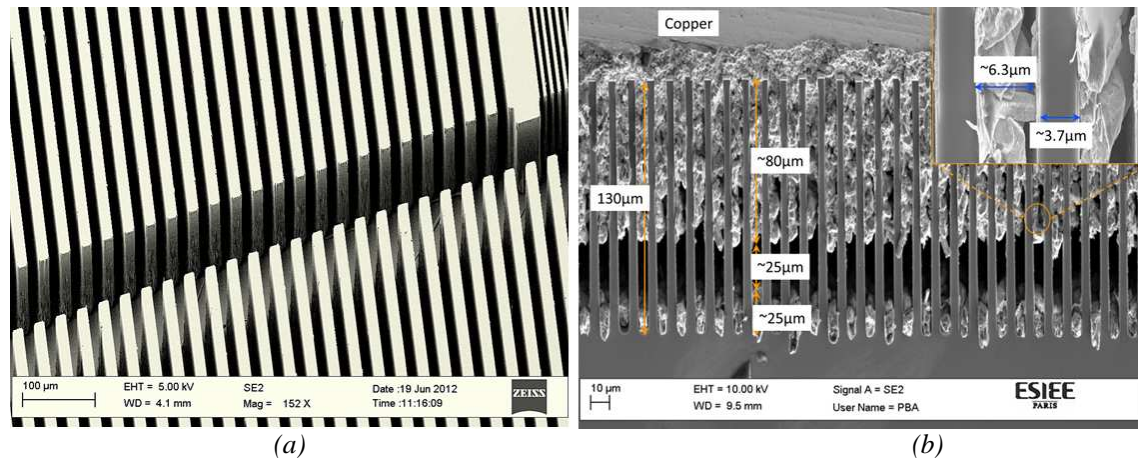 Copper
~6.3µm
~3.7µm
~80µm
130µm
~25µm
~25µm
100 µm
EHT = 5.00 kV
SE2
Date :19 Jun 2012
WD = 4.1 mm
Mag = 152 X
Time :11:16:09
ZEISS
10 µm
EHT = 10.00 kV
Signal A = SE2
WD = 9.5 mm
User Name = PBA
ESIEE
PARIS
(a)
(b)